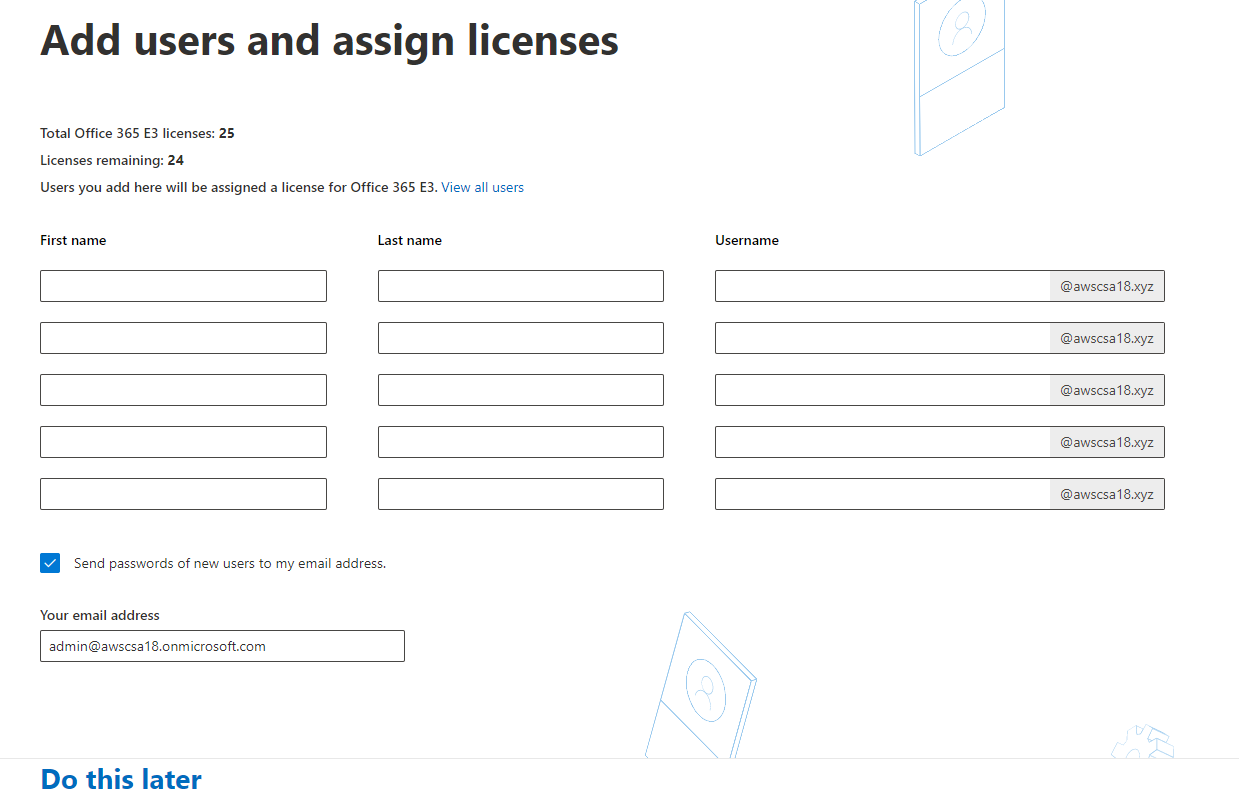 Add users and assign licenses
Total Office 365 E3 licenses: 25
Licenses remaining: 24
Users you add here will be assigned a license for Office 365 E3. View all users
First name Last name Username
@awscsa18.xyz
@awscsa18.xyz
@awscsa18.xyz
@awscsa18.xyz
@awscsa18.xyz
Send passwords of new users to my email address.
Your email address
admin@awscsa18.onmicrosoft.com
Do this later